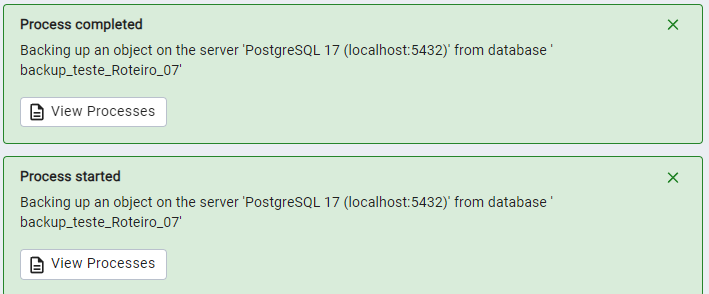 Process completed
Backing up an object on the server 'PostgreSQL 17 (localhost:5432)' from database '
backup_teste_Roteiro_07'
View Processes
Process started
Backing up an object on the server 'PostgreSQL 17 (localhost:5432)' from database '
backup_teste_Roteiro_07'
View Processes